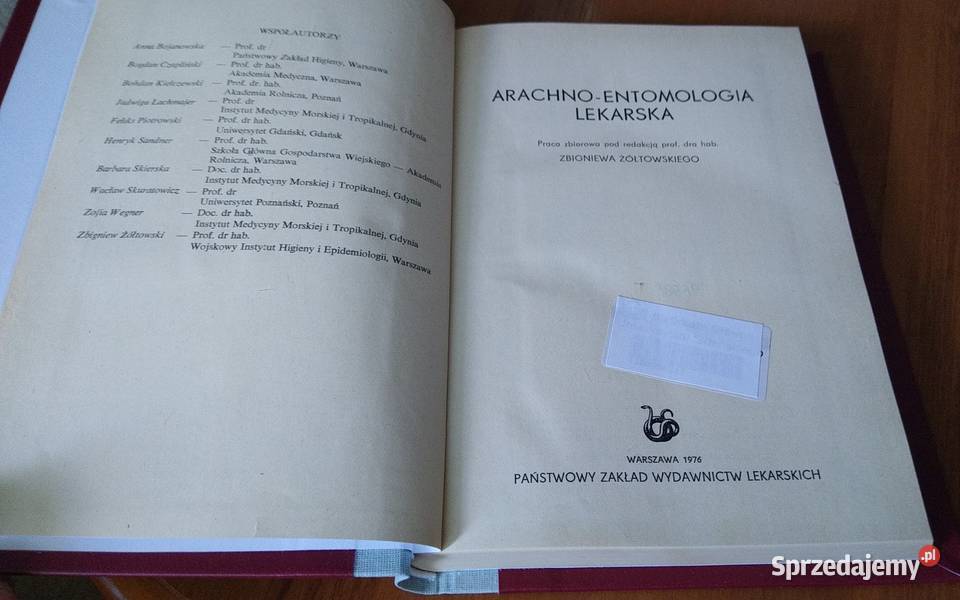 WSPÓŁAUTORZY
Anna Bojanowska — Prof. dr
Państwowy Zakład Higieny, Warszawa
Bogdan Czapliński — Prof. dr hab.
Akademia Medyczna, Warszawa
Bohdan Kiełczewski — Prof. dr hab.
Akademia Rolnicza, Poznań
Jadwiga Lachmajer — Prof. dr
Instytut Medycyny Morskiej i Tropikalnej, Gdynia
Feliks Piotrowski — Prof. dr hab.
Uniwersytet Gdański, Gdańsk
Henryk Sandner — Prof. dr hab.
Szkoła Główna Gospodarstwa Wiejskiego — Akademia
Rolnicza, Warszawa
Barbara Skierska — Doc. dr hab.
Instytut Medycyny Morskiej i Tropikalnej, Gdynia
Wacław Skuratowicz — Prof. dr
Uniwersytet Poznański, Poznań
Zofia Wegner — Doc. dr hab.
Instytut Medycyny Morskiej i Tropikalnej, Gdynia
Zbigniew Żółtowski — Prof. dr hab.
Wojskowy Instytut Higieny i Epidemiologii, Warszawa
ARACHNO-ENTOMOLOGIA
LEKARSKA
Praca zbiorowa pod redakcją prof. dra hab.
ZBIGNIEWA ŻÓŁTOWSKIEGO
WARSZAWA 1976
PAŃSTWOWY ZAKŁAD WYDAWNICTW LEKARSKICH
Sprzedajemy.pl